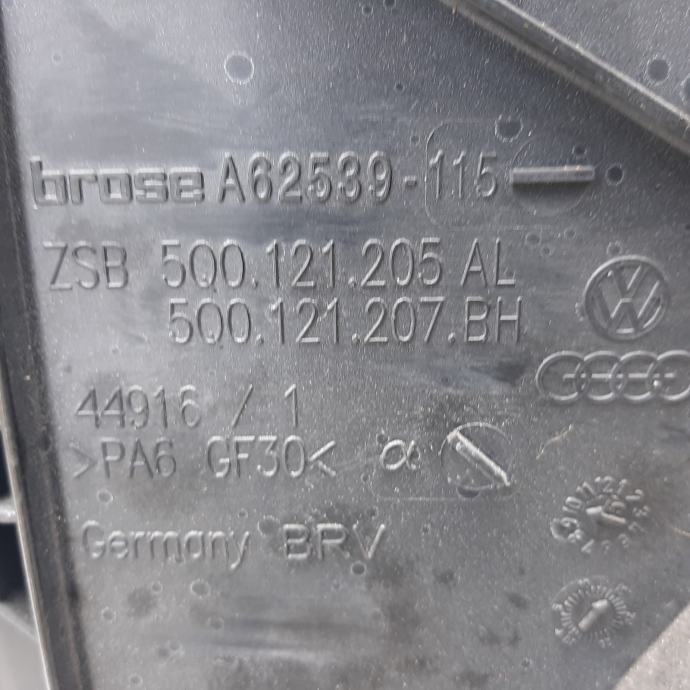 brose A62539-115
ZSB 5Q0.121.205 AL
5Q0.121.207.BH
44916 / 1
>PA6 GF30< α
Germany BRV